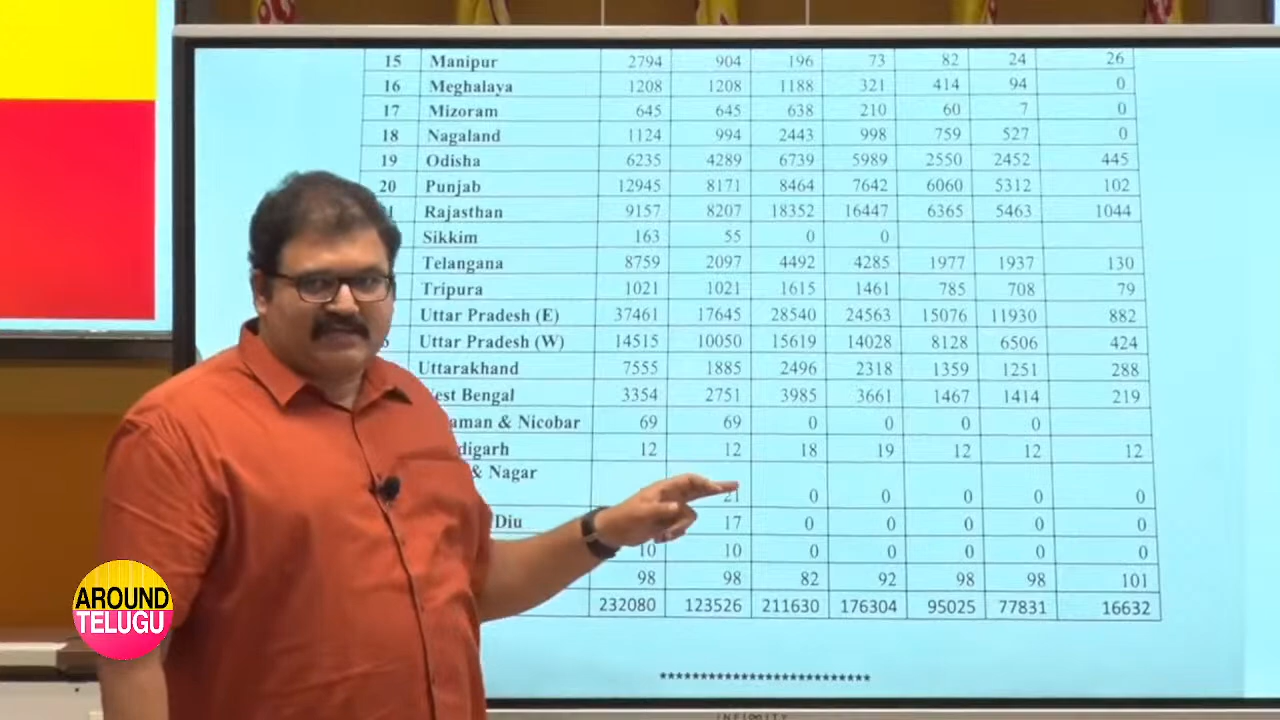 15 Manipur 2794 904 196 73 82 24 26
16 Meghalaya 1208 1208 1188 321 414 94 0
17 Mizoram 645 645 638 210 60 7 0
18 Nagaland 1124 994 2443 998 759 527 0
19 Odisha 6235 4289 6739 5989 2550 2452 445
20 Punjab 12945 8171 8464 7642 6060 5312 102
1 Rajasthan 9157 8207 18352 16447 6365 5463 1044
Sikkim 163 55 0 0
Telangana 8759 2097 4492 4285 1977 1937 130
Tripura 1021 1021 1615 1461 785 708 79
Uttar Pradesh (E) 37461 17645 28540 24563 15076 11930 882
Uttar Pradesh (W) 14515 10050 15619 14028 8128 6506 424
Uttarakhand 7555 1885 2496 2318 1359 1251 288
est Bengal 3354 2751 3985 3661 1467 1414 219
aman & Nicobar 69 69 0 0 0 0
digarh 12 12 18 19 12 12 12
& Nagar
21 0 0 0 0 0
Diu 17 0 0 0 0 0
10 10 0 0 0 0 0
98 98 82 92 98 98 101
232080 123526 211630 176304 95025 77831 16632
**************************
INFINITY
AROUND
TELUGU